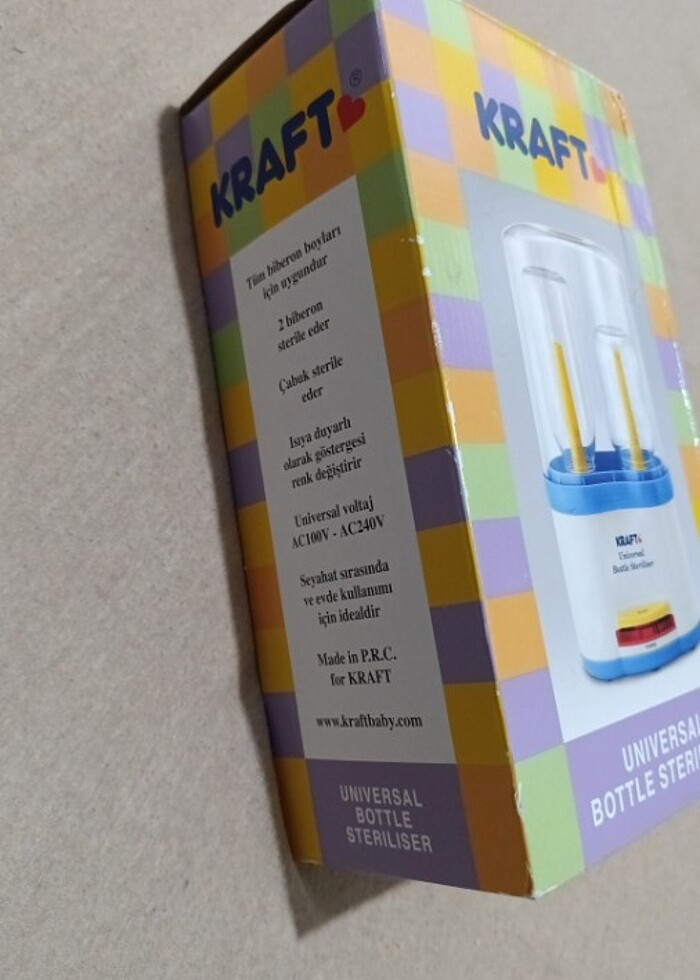 KRAFT®
Tüm biberon boyları
için uygundur
2 biberon
sterile eder
Çabuk sterile
eder
Isıya duyarlı
olarak göstergesi
renk değiştirir
Universal voltaj
AC100V - AC240V
Seyahat sırasında
ve evde kullanımı
için idealdir
Made in P.R.C.
for KRAFT
www.kraftbaby.com
UNIVERSAL
BOTTLE
STERILISER
KRAFT
KRAFT
Universal
Bottle Steriliser
UNIVERSAL
BOTTLE